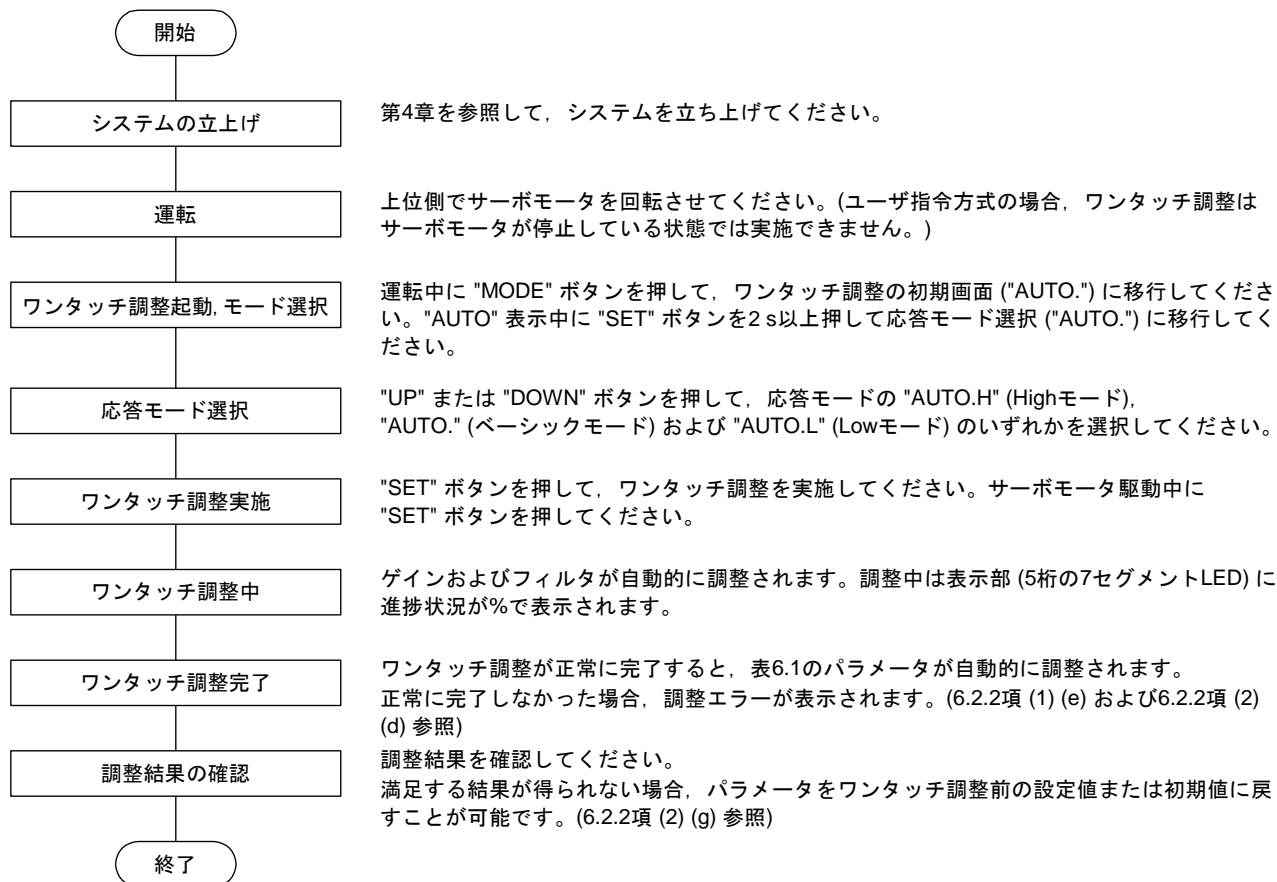 開始
システムの立上げ
第4章を参照して，システムを立ち上げてください。
運転
上位側でサーボモータを回転させてください。(ユーザ指令方式の場合，ワンタッチ調整は
サーボモータが停止している状態では実施できません。)
ワンタッチ調整起動, モード選択
運転中に "MODE" ボタンを押して，ワンタッチ調整の初期画面 ("AUTO.") に移行してくださ
い。"AUTO" 表示中に "SET" ボタンを2 s以上押して応答モード選択 ("AUTO.") に移行してく
ださい。
応答モード選択
"UP" または "DOWN" ボタンを押して，応答モードの "AUTO.H" (Highモード),
"AUTO." (ベーシックモード) および "AUTO.L" (Lowモード) のいずれかを選択してください。
ワンタッチ調整実施
"SET" ボタンを押して，ワンタッチ調整を実施してください。サーボモータ駆動中に
"SET" ボタンを押してください。
ワンタッチ調整中
ゲインおよびフィルタが自動的に調整されます。調整中は表示部 (5桁の7セグメントLED) に
進捗状況が%で表示されます。
ワンタッチ調整完了
ワンタッチ調整が正常に完了すると，表6.1のパラメータが自動的に調整されます。
正常に完了しなかった場合，調整エラーが表示されます。(6.2.2項 (1) (e) および6.2.2項 (2)
(d) 参照)
調整結果の確認
調整結果を確認してください。
満足する結果が得られない場合，パラメータをワンタッチ調整前の設定値または初期値に戻
すことが可能です。(6.2.2項 (2) (g) 参照)
終了